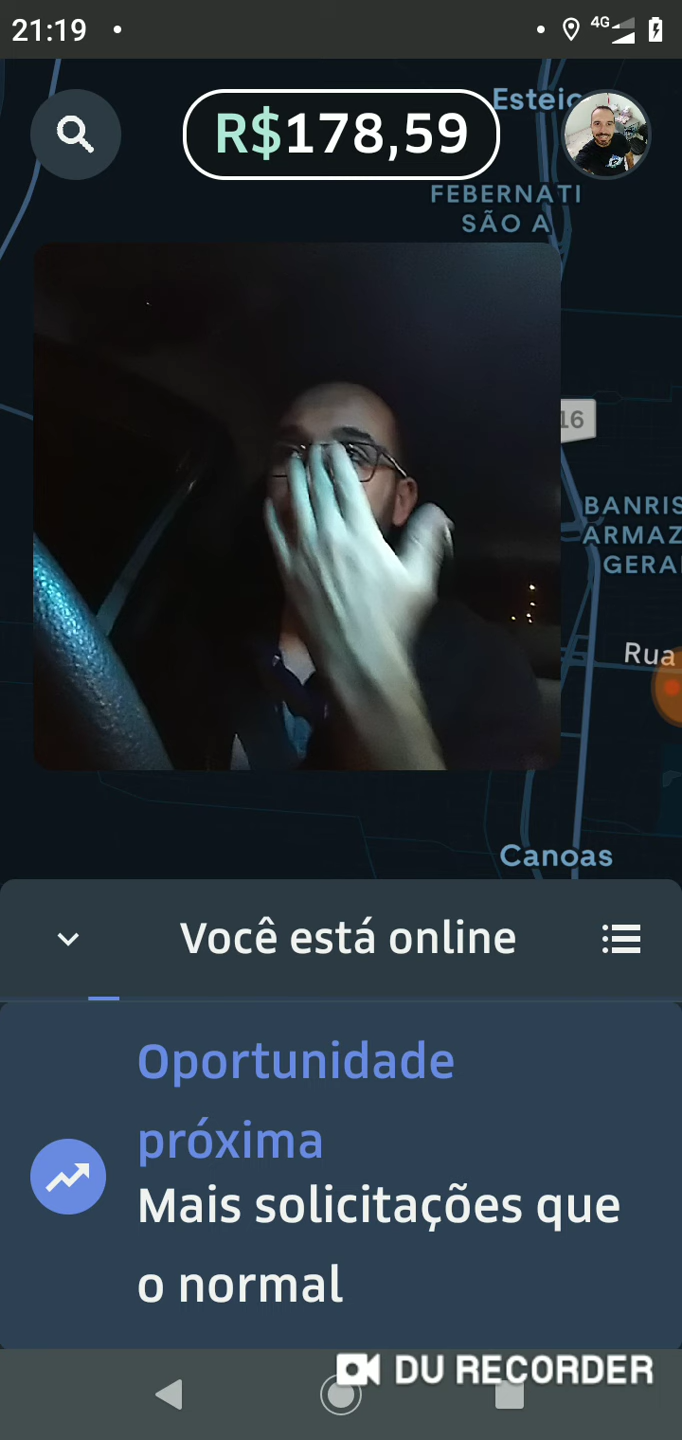 21:19
4G
Esteio
R$178,59
FEBERNATI
SÃO A
16
BANRIS
ARMAZ
GERA
Rua
Canoas
Você está online
Oportunidade
próxima
Mais solicitações que
o normal
DU RECORDER